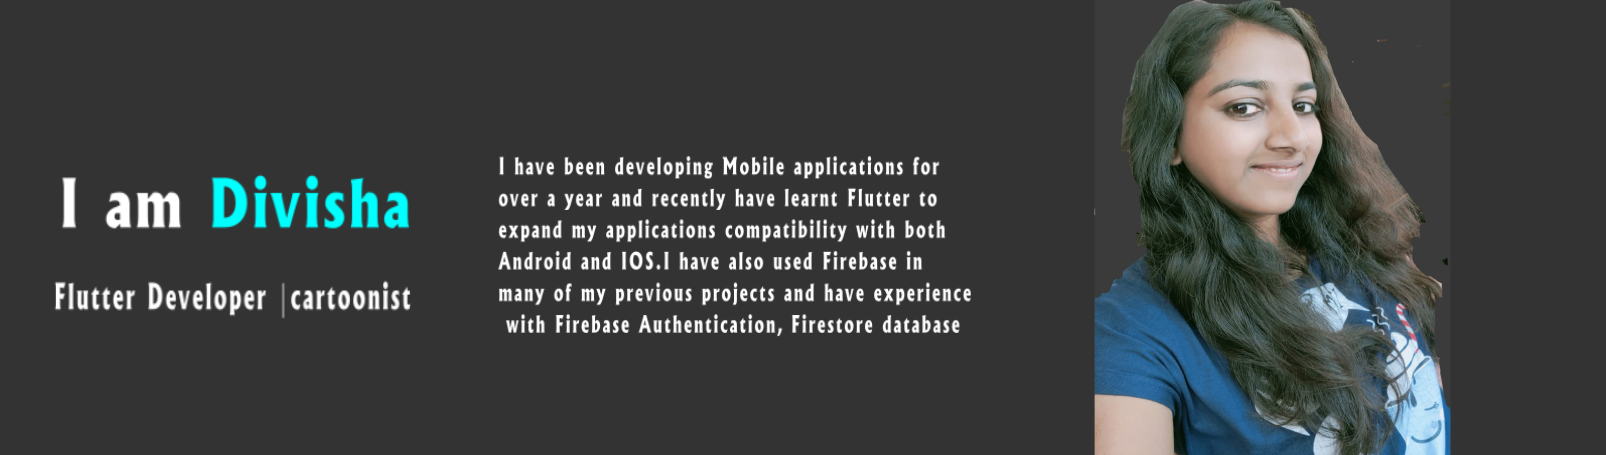 I am Divisha
Flutter Developer |cartoonist
I have been developing Mobile applications for
over a year and recently have learnt Flutter to
expand my applications compatibility with both
Android and IOS.I have also used Firebase in
many of my previous projects and have experience
with Firebase Authentication, Firestore database